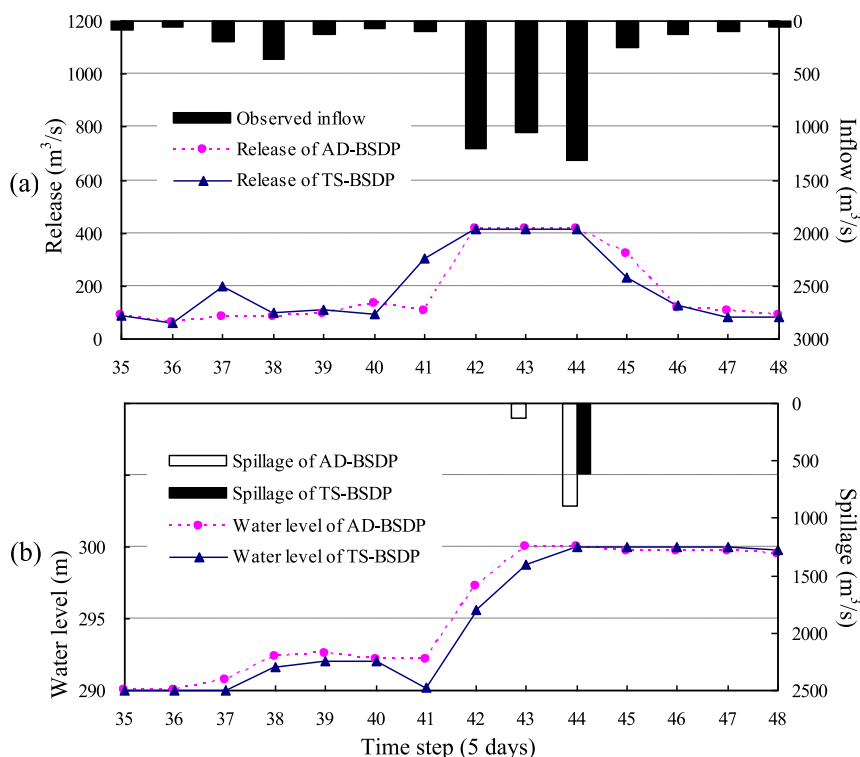 1200
1000
800
600
400
200
0
Release (m³/s)
(a)
Observed inflow
Release of AD-BSDP
Release of TS-BSDP
0
500
1000
1500
2000
2500
3000
Inflow (m³/s)
35 36 37 38 39 40 41 42 43 44 45 46 47 48
300
295
290
Water level (m)
(b)
Spillage of AD-BSDP
Spillage of TS-BSDP
Water level of AD-BSDP
Water level of TS-BSDP
0
500
1000
1500
2000
2500
Spillage (m³/s)
35 36 37 38 39 40 41 42 43 44 45 46 47 48
Time step (5 days)